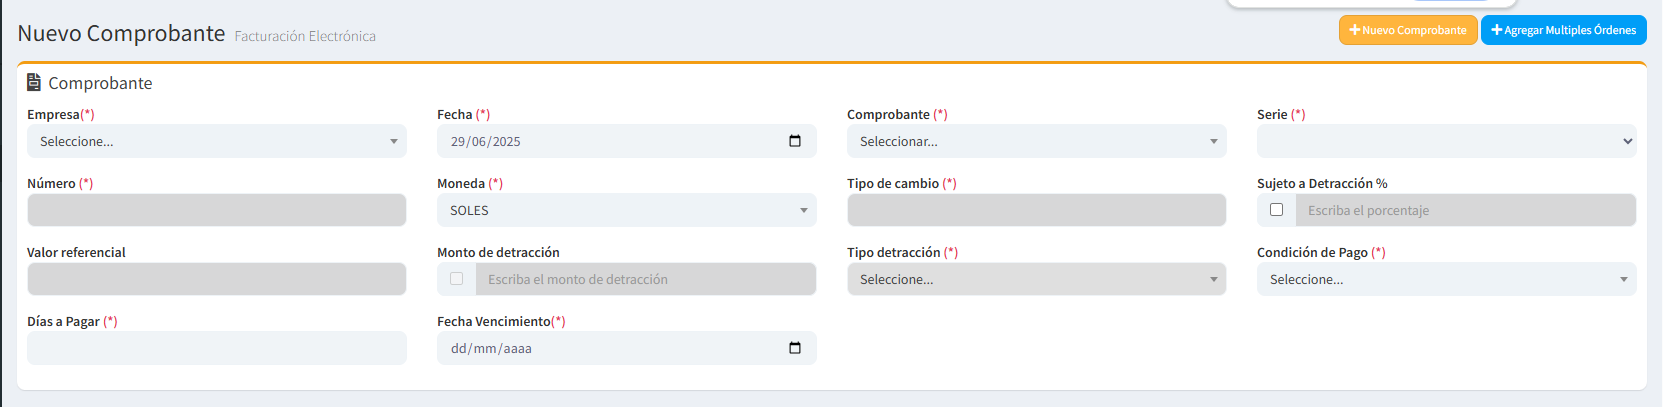 Nuevo Comprobante Facturación Electrónica
Nuevo Comprobante Agregar Multiples Órdenes
Comprobante
Empresa(*) Fecha (*) Comprobante (*) Serie (*)
Seleccione... 29/06/2025 Seleccionar...
Número (*) Moneda (*) Tipo de cambio (*) Sujeto a Detracción %
SOLES Escriba el porcentaje
Valor referencial Monto de detracción Tipo detracción (*) Condición de Pago (*)
Escriba el monto de detracción Seleccione... Seleccione...
Días a Pagar (*) Fecha Vencimiento(*)
dd/mm/aaaa